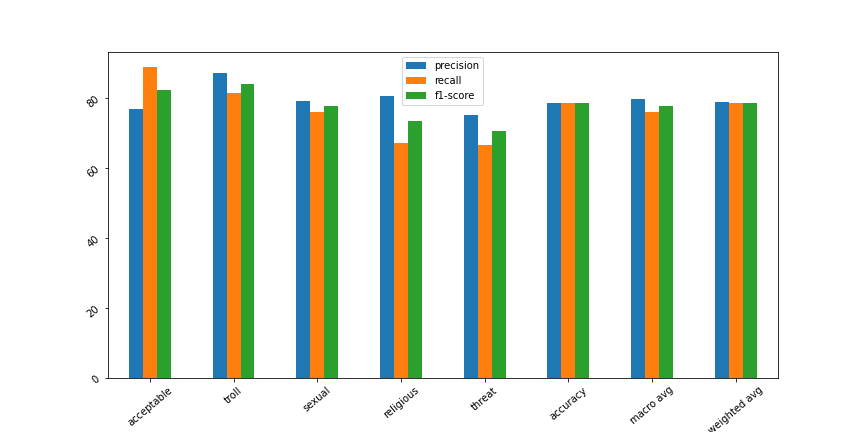 precision
recall
f1-score
80
60
40
20
0
acceptable
troll
sexual
religious
threat
accuracy
macro avg
weighted avg